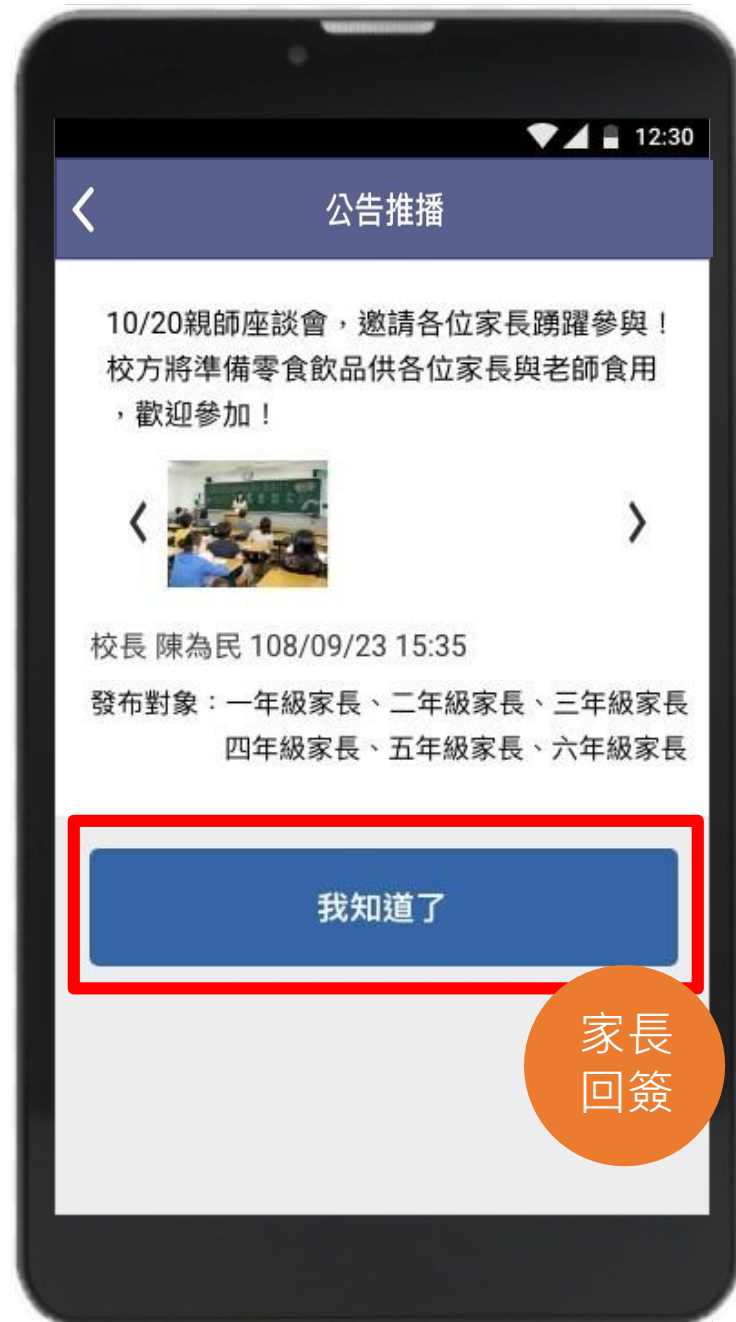 12:30
公告推播
10/20親師座談會，邀請各位家長踴躍參與！
校方將準備零食飲品供各位家長與老師食用
，歡迎參加！
校長 陳為民 108/09/23 15:35
發布對象：一年級家長、二年級家長、三年級家長
四年級家長、五年級家長、六年級家長
我知道了
家長
回簽